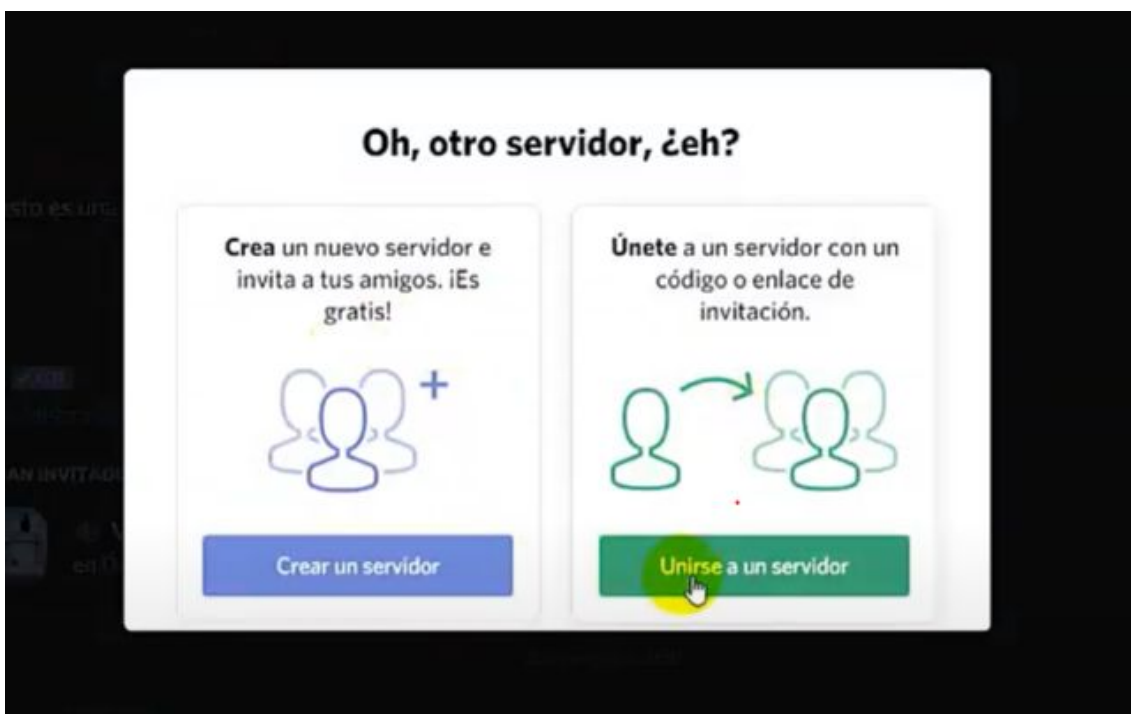 Oh, otro servidor, ¿eh?
Crea un nuevo servidor e
invita a tus amigos. ¡Es
gratis!
Únete a un servidor con un
código o enlace de
invitación.
Crear un servidor
Unirse a un servidor